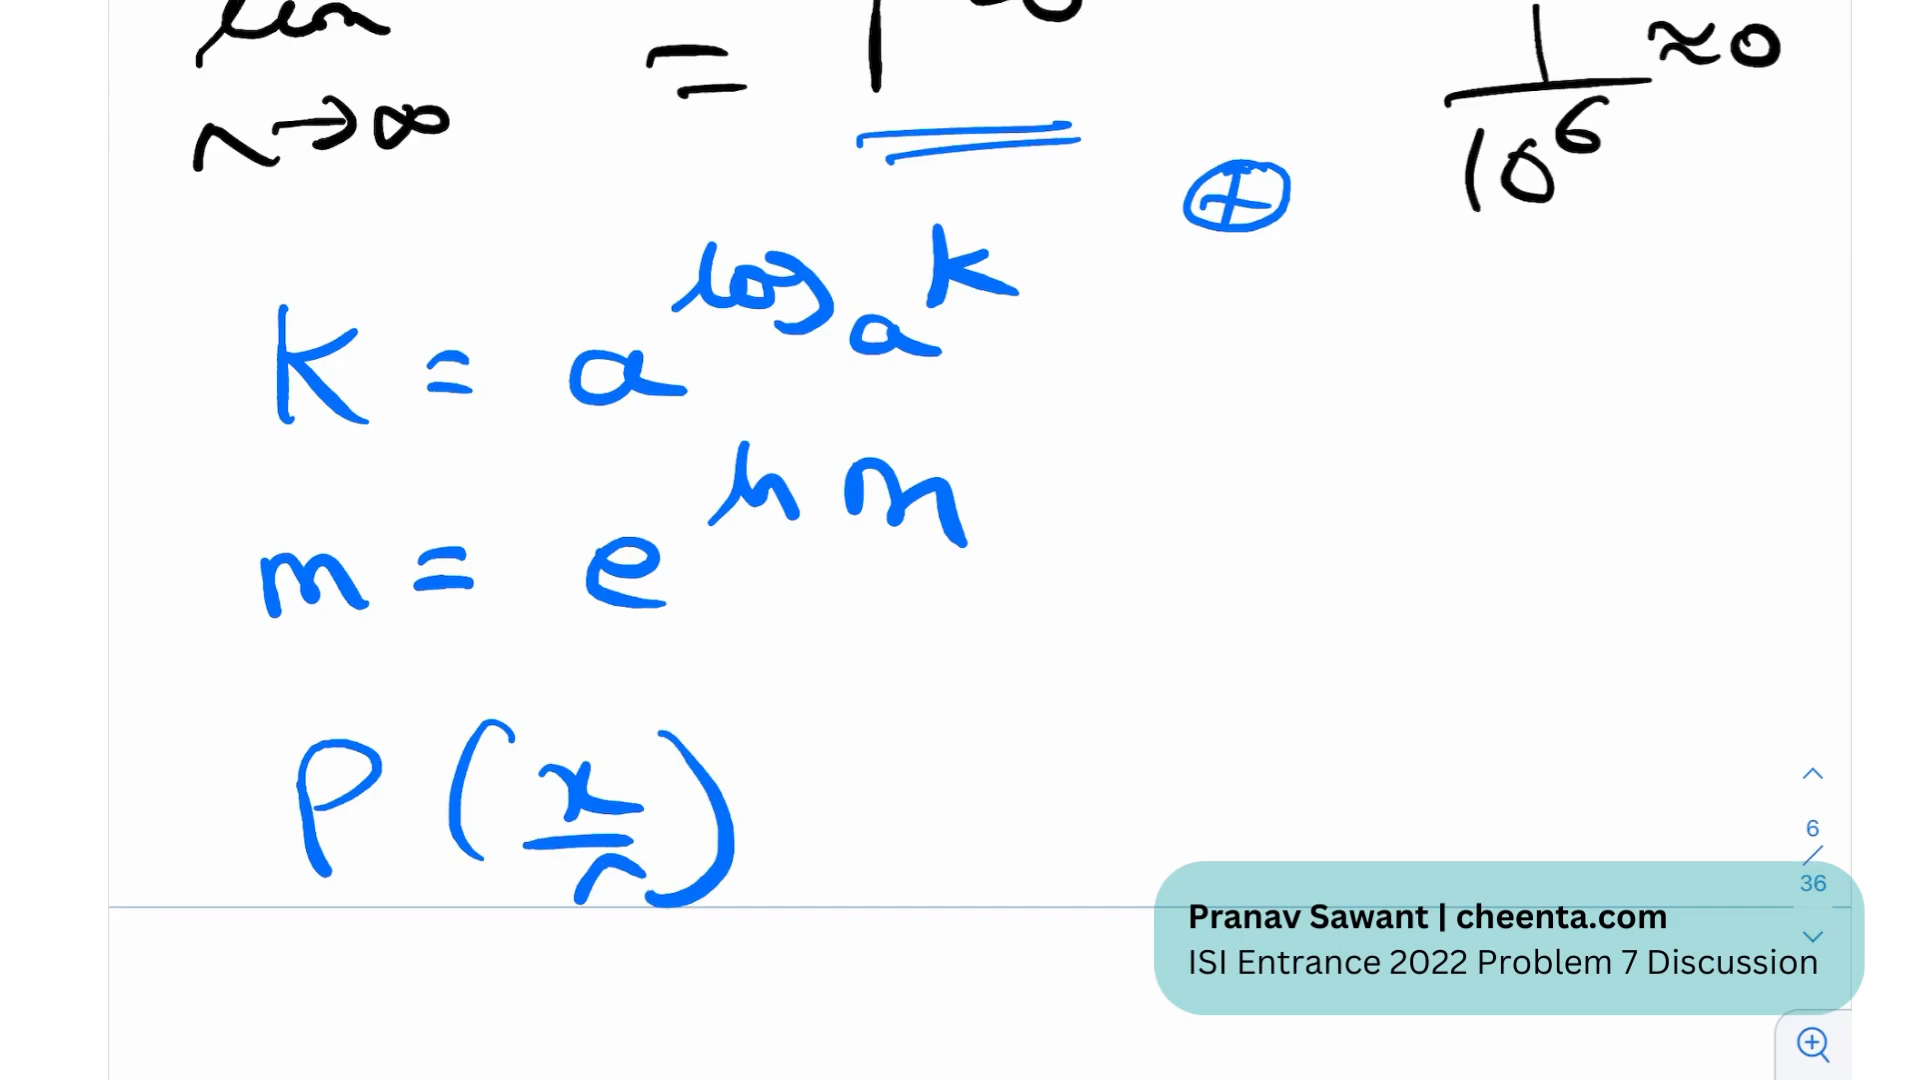 lim = 1
n→∞
1 ≈ 0
10^6
⊕
K = a^{log_a k}
m = e^{ln m}
P(x/n)
6
/
36
Pranav Sawant | cheenta.com
ISI Entrance 2022 Problem 7 Discussion